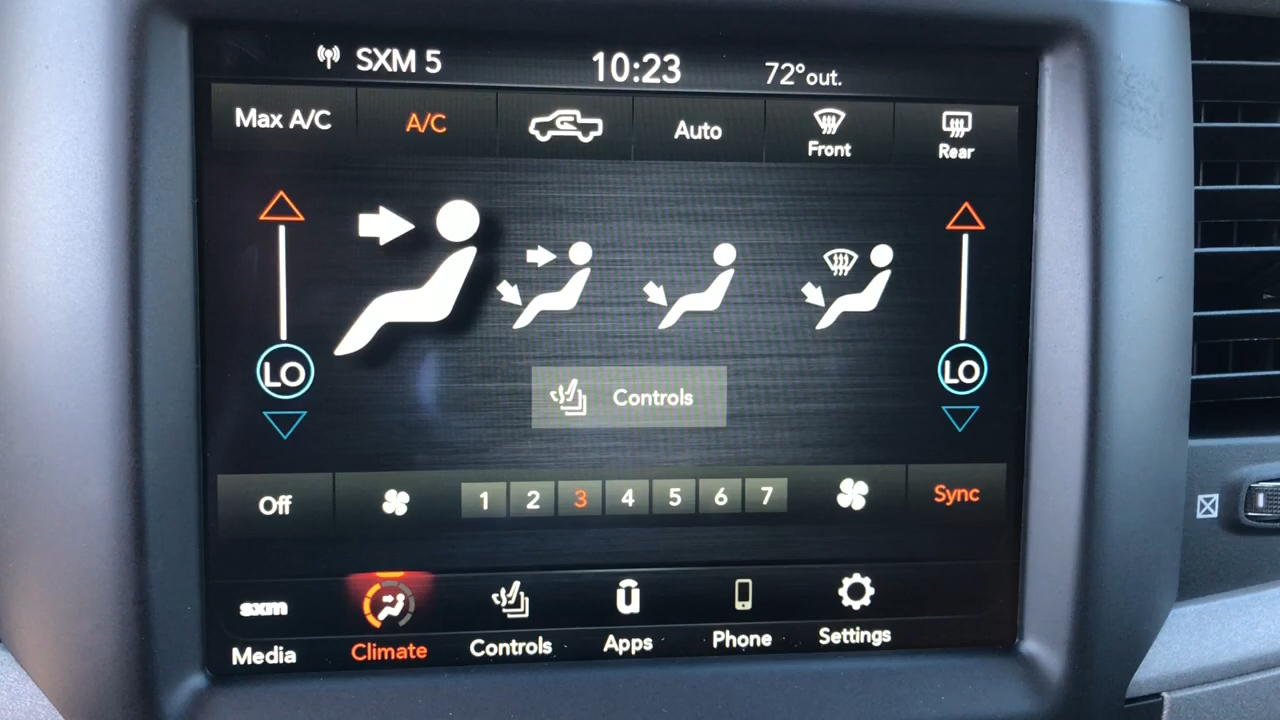 SXM 5 10:23 72° out.
Max A/C A/C Auto Front Rear
LO LO
Controls
Off 1 2 3 4 5 6 7 Sync
sxm
Media Climate Controls Apps Phone Settings